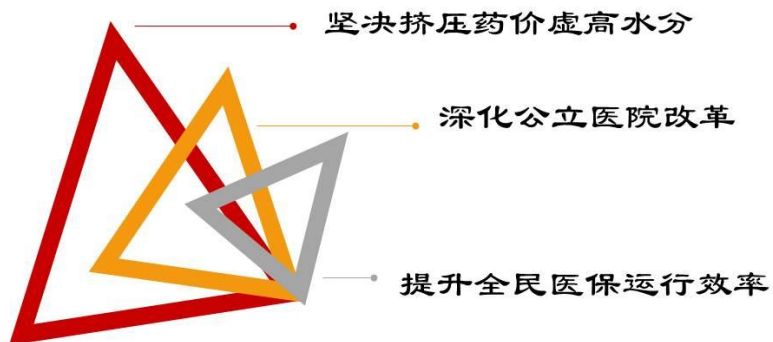 坚决挤压药价虚高水分
深化公立医院改革
提升全民医保运行效率